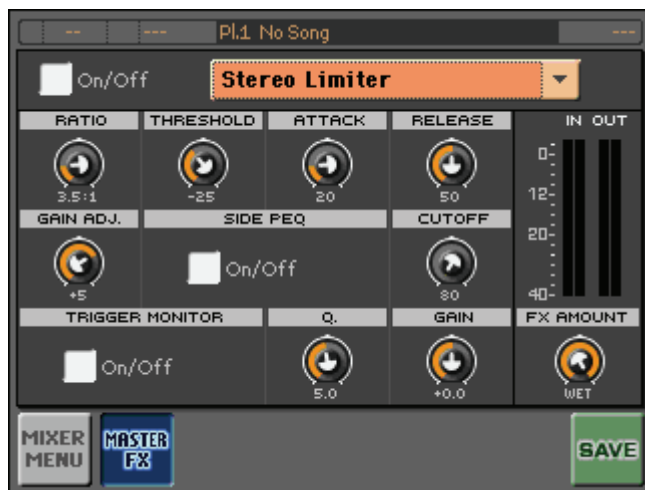 -- --- Pl.1 No Song ---
On/Off Stereo Limiter
RATIO THRESHOLD ATTACK RELEASE IN OUT
0-
3.5:1 -25 20 50 12-
GAIN ADJ. SIDE PEQ CUTOFF
20-
On/Off
+5 80 40-
TRIGGER MONITOR Q. GAIN FX AMOUNT
On/Off
5.0 +0.0 WET
MIXER MENU MASTER FX SAVE